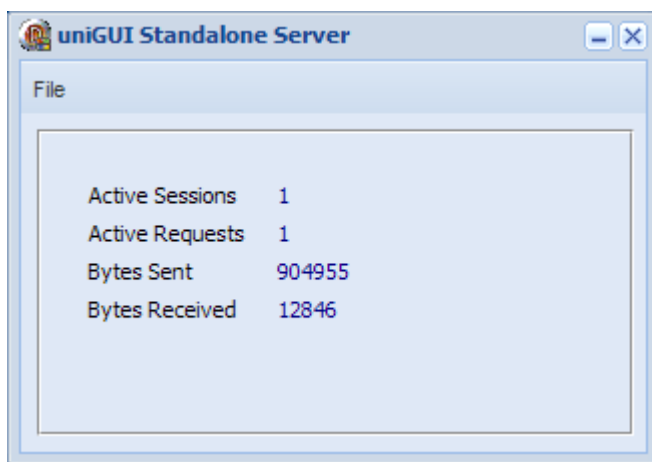 uniGUI Standalone Server
File
Active Sessions 1
Active Requests 1
Bytes Sent 904955
Bytes Received 12846